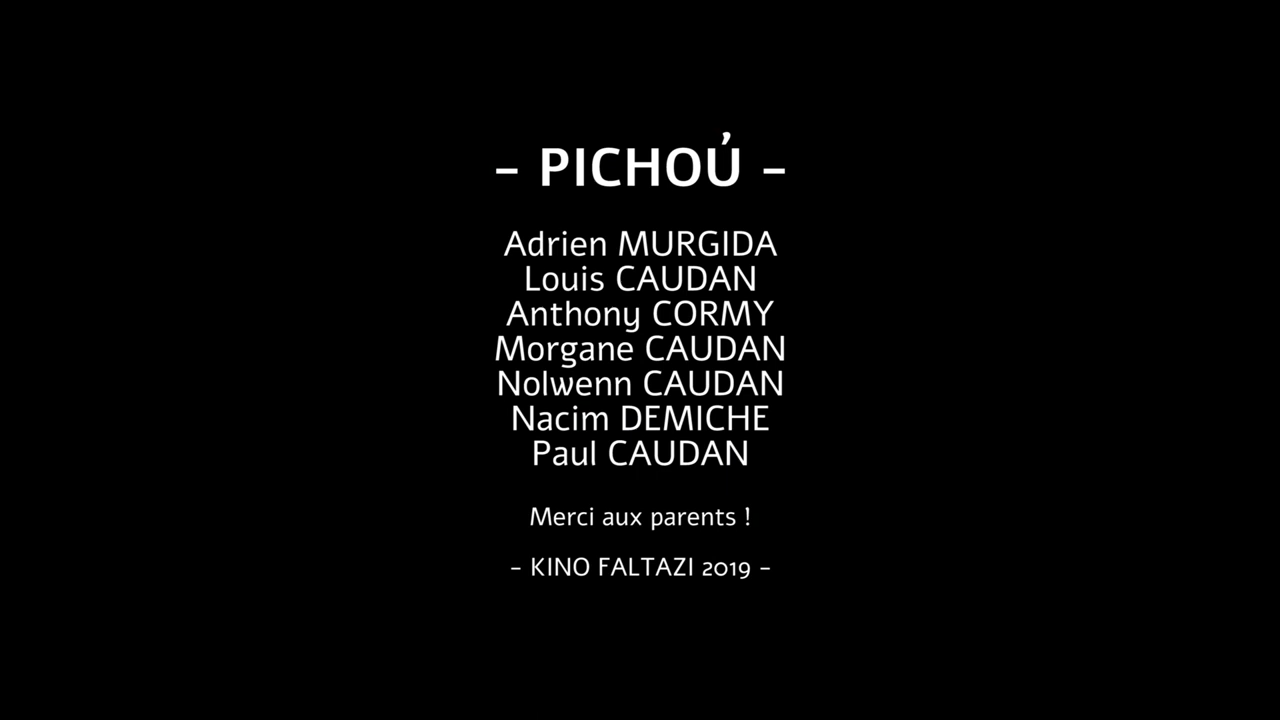 – PICHOỦ –
Adrien MURGIDA
Louis CAUDAN
Anthony CORMY
Morgane CAUDAN
Nolwenn CAUDAN
Nacim DEMICHE
Paul CAUDAN
Merci aux parents !
– KINO FALTAZI 2019 –